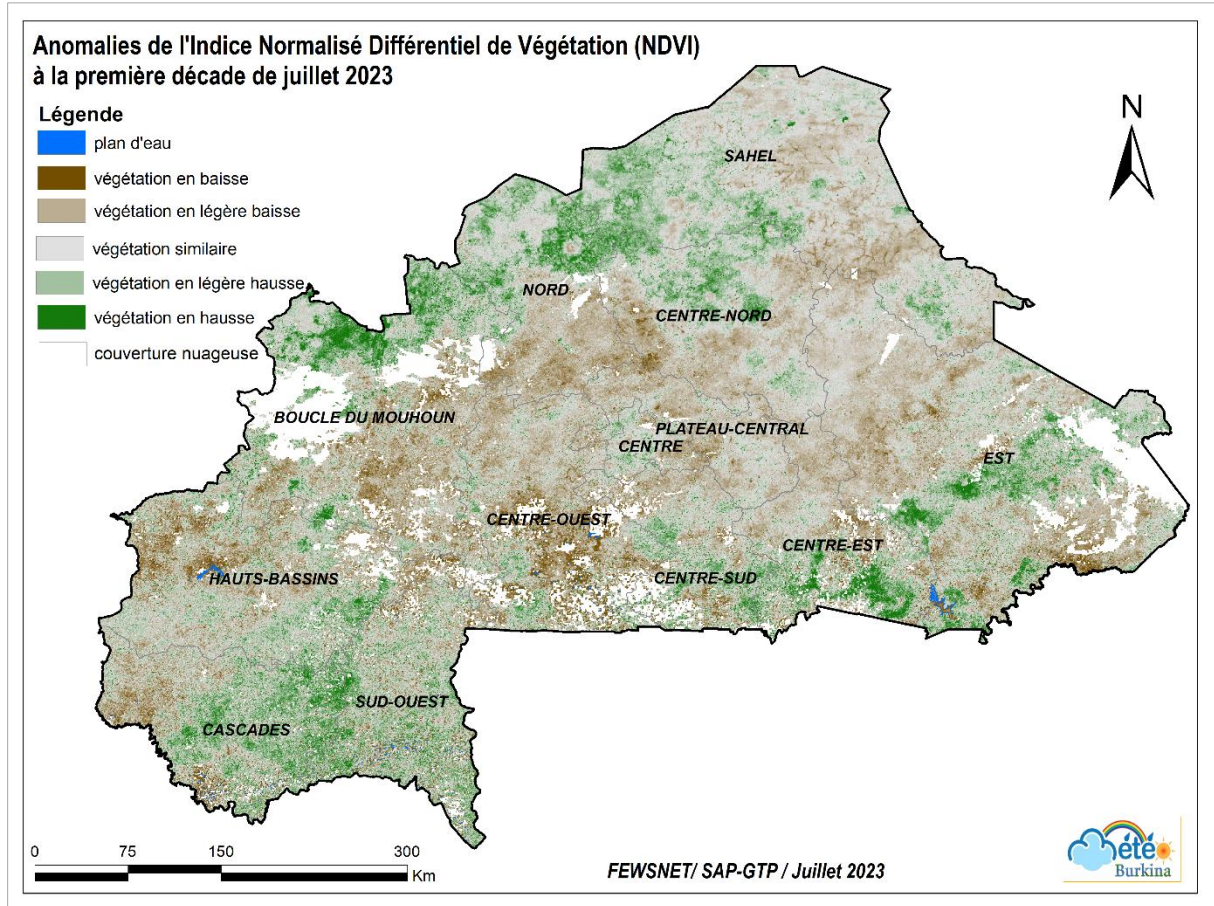 Anomalies de l'Indice Normalisé Différentiel de Végétation (NDVI)
à la première décade de juillet 2023
Légende
plan d'eau
végétation en baisse
végétation en légère baisse
végétation similaire
végétation en légère hausse
végétation en hausse
couverture nuageuse
N
SAHEL
NORD
CENTRE-NORD
BOUCLE DU MOUHOUN
PLATEAU-CENTRAL
CENTRE
EST
CENTRE-OUEST
CENTRE-EST
HAUTS-BASSINS
CENTRE-SUD
SUD-OUEST
CASCADES
0 75 150 300
Km
FEWSNET/ SAP-GTP / Juillet 2023
Météo
Burkina